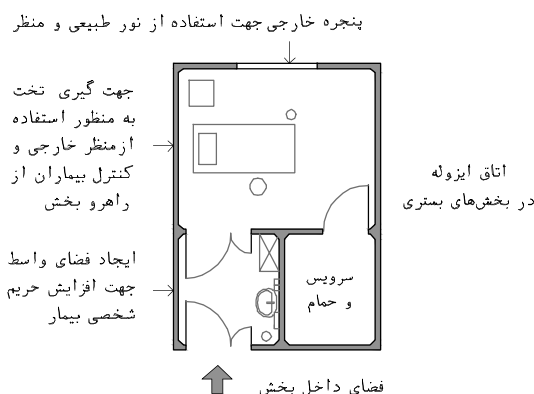 پنجره خارجی جهت استفاده از نور طبیعی و منظر
جهت گیری تخت
به منظور استفاده
ازمنظر خارجی و
کنترل بیماران از
راهرو بخش
اتاق ایزوله
در بخش‌های بستری
ایجاد فضای واسط
جهت افزایش حریم
شخصی بیمار
سرویس
و حمام
فضای داخل بخش